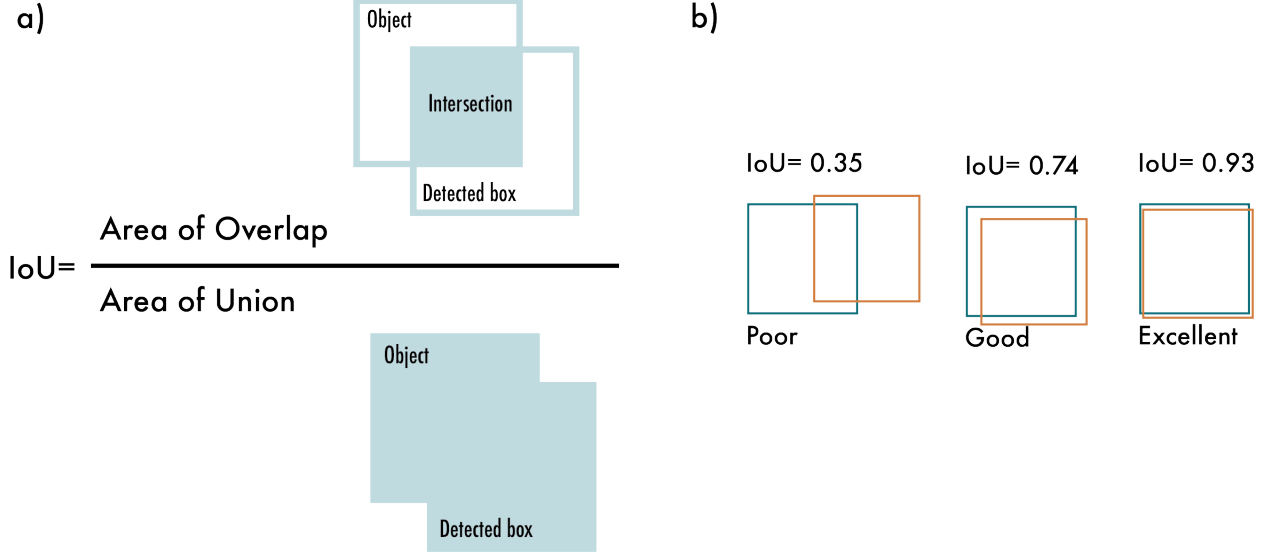 a)
Object
Intersection
Detected box
IoU=
Area of Overlap
Area of Union
Object
Detected box
b)
IoU= 0.35
Poor
IoU= 0.74
Good
IoU= 0.93
Excellent